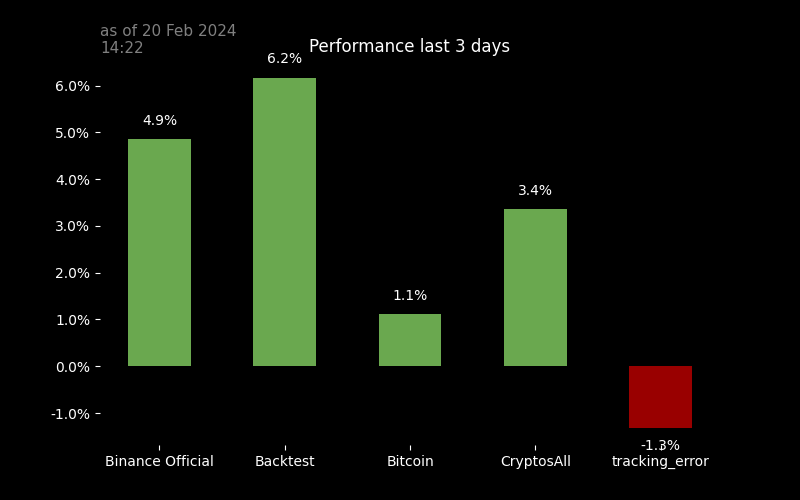 as of 20 Feb 2024
14:22
Performance last 3 days
6.2%
4.9%
3.4%
1.1%
-1.3%
6.0%
5.0%
4.0%
3.0%
2.0%
1.0%
0.0%
-1.0%
Binance Official
Backtest
Bitcoin
CryptosAll
tracking_error